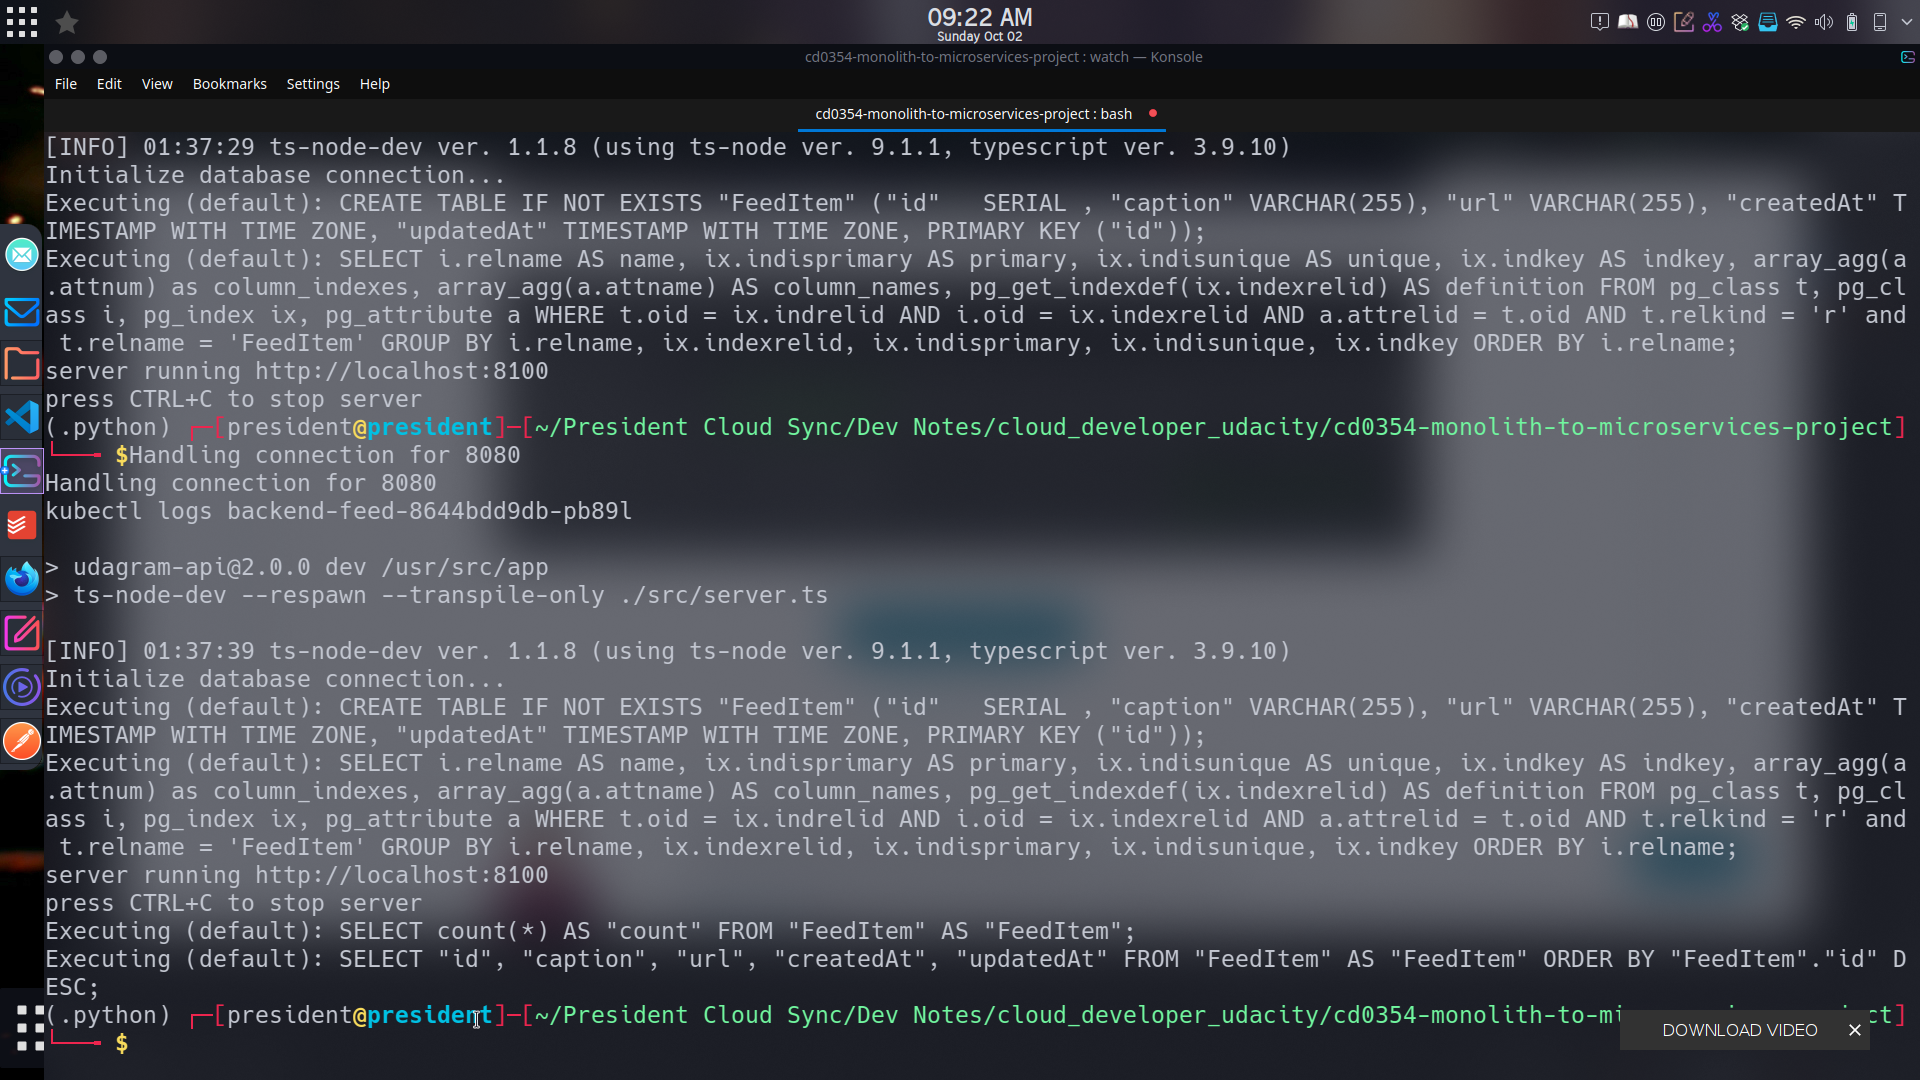 09:22 AM
Sunday Oct 02
cd0354-monolith-to-microservices-project : watch — Konsole
File Edit View Bookmarks Settings Help
cd0354-monolith-to-microservices-project : bash
[INFO] 01:37:29 ts-node-dev ver. 1.1.8 (using ts-node ver. 9.1.1, typescript ver. 3.9.10)
Initialize database connection...
Executing (default): CREATE TABLE IF NOT EXISTS "FeedItem" ("id"   SERIAL , "caption" VARCHAR(255), "url" VARCHAR(255), "createdAt" T
IMESTAMP WITH TIME ZONE, "updatedAt" TIMESTAMP WITH TIME ZONE, PRIMARY KEY ("id"));
Executing (default): SELECT i.relname AS name, ix.indisprimary AS primary, ix.indisunique AS unique, ix.indkey AS indkey, array_agg(a
.attnum) as column_indexes, array_agg(a.attname) AS column_names, pg_get_indexdef(ix.indexrelid) AS definition FROM pg_class t, pg_cl
ass i, pg_index ix, pg_attribute a WHERE t.oid = ix.indrelid AND i.oid = ix.indexrelid AND a.attrelid = t.oid AND t.relkind = 'r' and
 t.relname = 'FeedItem' GROUP BY i.relname, ix.indexrelid, ix.indisprimary, ix.indisunique, ix.indkey ORDER BY i.relname;
server running http://localhost:8100
press CTRL+C to stop server
(.python) ┌─[president@president]─[~/President Cloud Sync/Dev Notes/cloud_developer_udacity/cd0354-monolith-to-microservices-project]
└──╼ $Handling connection for 8080
Handling connection for 8080
kubectl logs backend-feed-8644bdd9db-pb89l
> udagram-api@2.0.0 dev /usr/src/app
> ts-node-dev --respawn --transpile-only ./src/server.ts
[INFO] 01:37:39 ts-node-dev ver. 1.1.8 (using ts-node ver. 9.1.1, typescript ver. 3.9.10)
Initialize database connection...
Executing (default): CREATE TABLE IF NOT EXISTS "FeedItem" ("id"   SERIAL , "caption" VARCHAR(255), "url" VARCHAR(255), "createdAt" T
IMESTAMP WITH TIME ZONE, "updatedAt" TIMESTAMP WITH TIME ZONE, PRIMARY KEY ("id"));
Executing (default): SELECT i.relname AS name, ix.indisprimary AS primary, ix.indisunique AS unique, ix.indkey AS indkey, array_agg(a
.attnum) as column_indexes, array_agg(a.attname) AS column_names, pg_get_indexdef(ix.indexrelid) AS definition FROM pg_class t, pg_cl
ass i, pg_index ix, pg_attribute a WHERE t.oid = ix.indrelid AND i.oid = ix.indexrelid AND a.attrelid = t.oid AND t.relkind = 'r' and
 t.relname = 'FeedItem' GROUP BY i.relname, ix.indexrelid, ix.indisprimary, ix.indisunique, ix.indkey ORDER BY i.relname;
server running http://localhost:8100
press CTRL+C to stop server
Executing (default): SELECT count(*) AS "count" FROM "FeedItem" AS "FeedItem";
Executing (default): SELECT "id", "caption", "url", "createdAt", "updatedAt" FROM "FeedItem" AS "FeedItem" ORDER BY "FeedItem"."id" D
ESC;
(.python) ┌─[president@president]─[~/President Cloud Sync/Dev Notes/cloud_developer_udacity/cd0354-monolith-to-mi ct]
└──╼ $
DOWNLOAD VIDEO